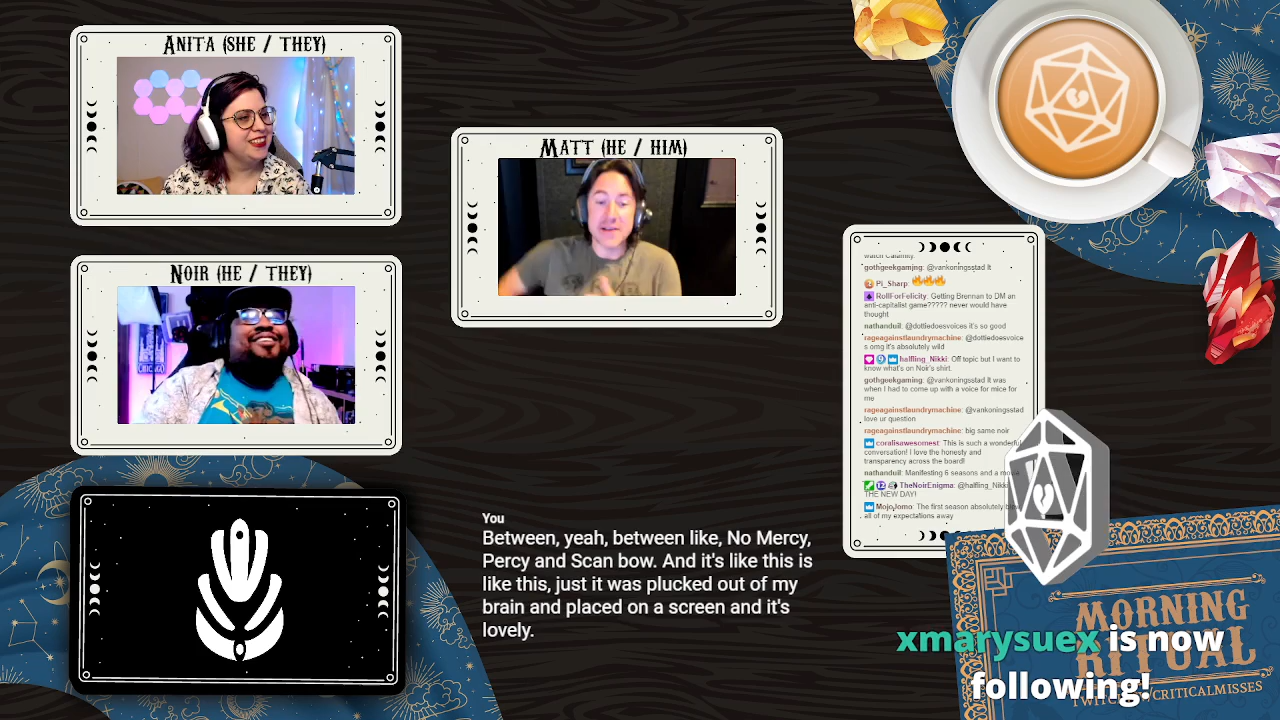 ANITA (SHE / THEY)
MATT (HE / HIM)
NOIR (HE / THEY)
CHICAGO
watch Calamity.
gothgeekgaming: @vankoningsstad It
Pi_Sharp:
RollForFelicity: Getting Brennan to DM an
anti-capitalist game????? never would have
thought
nathanduil: @dottiedoesvoices it's so good
rageagainstlaundrymachine: @dottiedoesvoice
s omg it's absolutely wild
halfling_Nikki: Off topic but I want to
know what's on Noir's shirt.
gothgeekgaming: @vankoningsstad It was
when I had to come up with a voice for mice for
me
rageagainstlaundrymachine: @vankoningsstad
love ur question
rageagainstlaundrymachine: big same noir
coralisawesomest: This is such a wonderful
conversation! I love the honesty and
transparency across the board!
nathanduil: Manifesting 6 seasons and a movie
TheNoirEnigma: @halfling_Nikki
THE NEW DAY!
MojoJomo: The first season absolutely blew
all of my expectations away
You
Between, yeah, between like, No Mercy,
Percy and Scan bow. And it's like this is
like this, just it was plucked out of my
brain and placed on a screen and it's
lovely.
MORNING
RITUAL
xmarysuex is now
following!